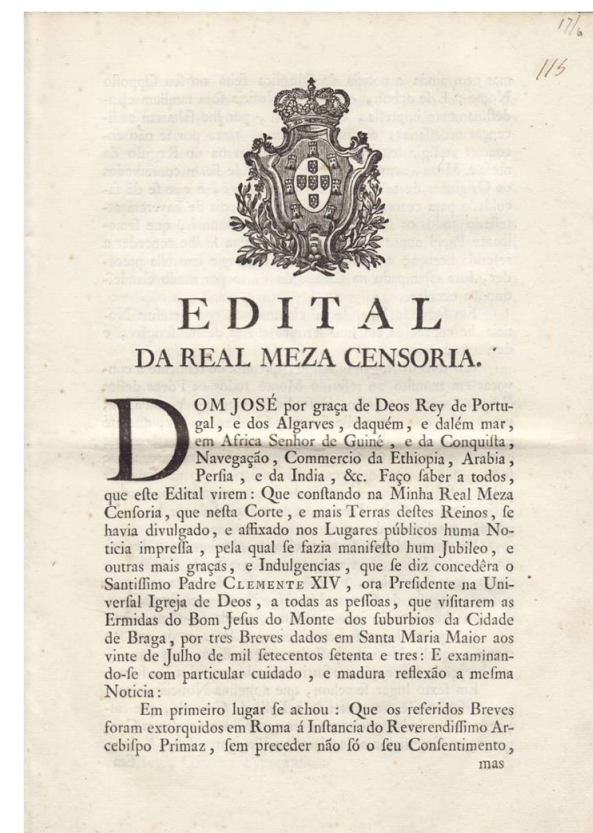 17/6
115
EDITAL
DA REAL MEZA CENSORIA.
DOM JOSÉ por graça de Deos Rey de Portu-
gal, e dos Algarves, daquém, e dalém mar,
em Africa Senhor de Guiné, e da Conquiſta,
Navegação, Commercio da Ethiopia, Arabia,
Perſia, e da India, &c. Faço ſaber a todos,
que eſte Edital virem: Que conſtando na Minha Real Meza
Cenſoria, que neſta Corte, e mais Terras deſtes Reinos, ſe
havia divulgado, e affixado nos Lugares públicos huma No-
ticia impreſſa, pela qual ſe fazia manifeſto hum Jubileo, e
outras mais graças, e Indulgencias, que ſe diz concedêra o
Santiſſimo Padre CLEMENTE XIV, ora Preſidente na Uni-
verſal Igreja de Deos, a todas as peſſoas, que viſitarem as
Ermidas do Bom Jeſus do Monte dos ſuburbios da Cidade
de Braga, por tres Breves dados em Santa Maria Maior aos
vinte de Julho de mil ſetecentos ſetenta e tres: E examinan-
do-ſe com particular cuidado, e madura reflexão a meſma
Noticia:
Em primeiro lugar ſe achou: Que os referidos Breves
foram extorquidos em Roma á Inſtancia do Reverendiſſimo Ar-
cebiſpo Primaz, ſem preceder não ſó o ſeu Conſentimento,
mas